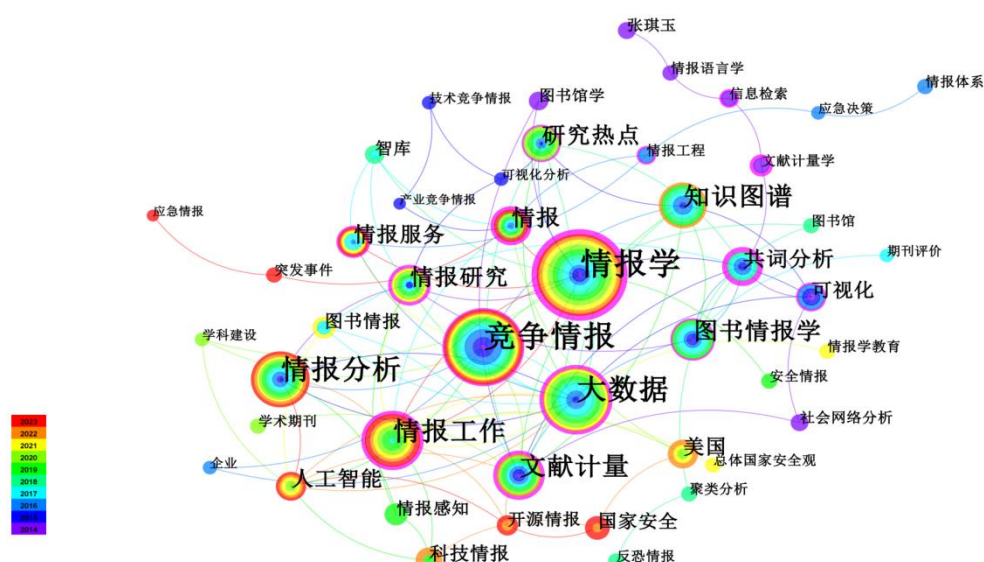 张琪玉
情报语言学
信息检索
情报体系
技术竞争情报
图书馆学
应急决策
研究热点
智库
情报工程
文献计量学
可视化分析
知识图谱
产业竞争情报
应急情报
情报
图书馆
情报服务
情报学
共词分析
期刊评价
突发事件
情报研究
可视化
图书情报
学科建设
竞争情报
图书情报学
情报学教育
情报分析
大数据
安全情报
学术期刊
情报工作
社会网络分析
美国
总体国家安全观
企业
人工智能
文献计量
聚类分析
情报感知
开源情报
国家安全
科技情报
反恐情报
2023
2022
2021
2020
2019
2018
2017
2016
2015
2014